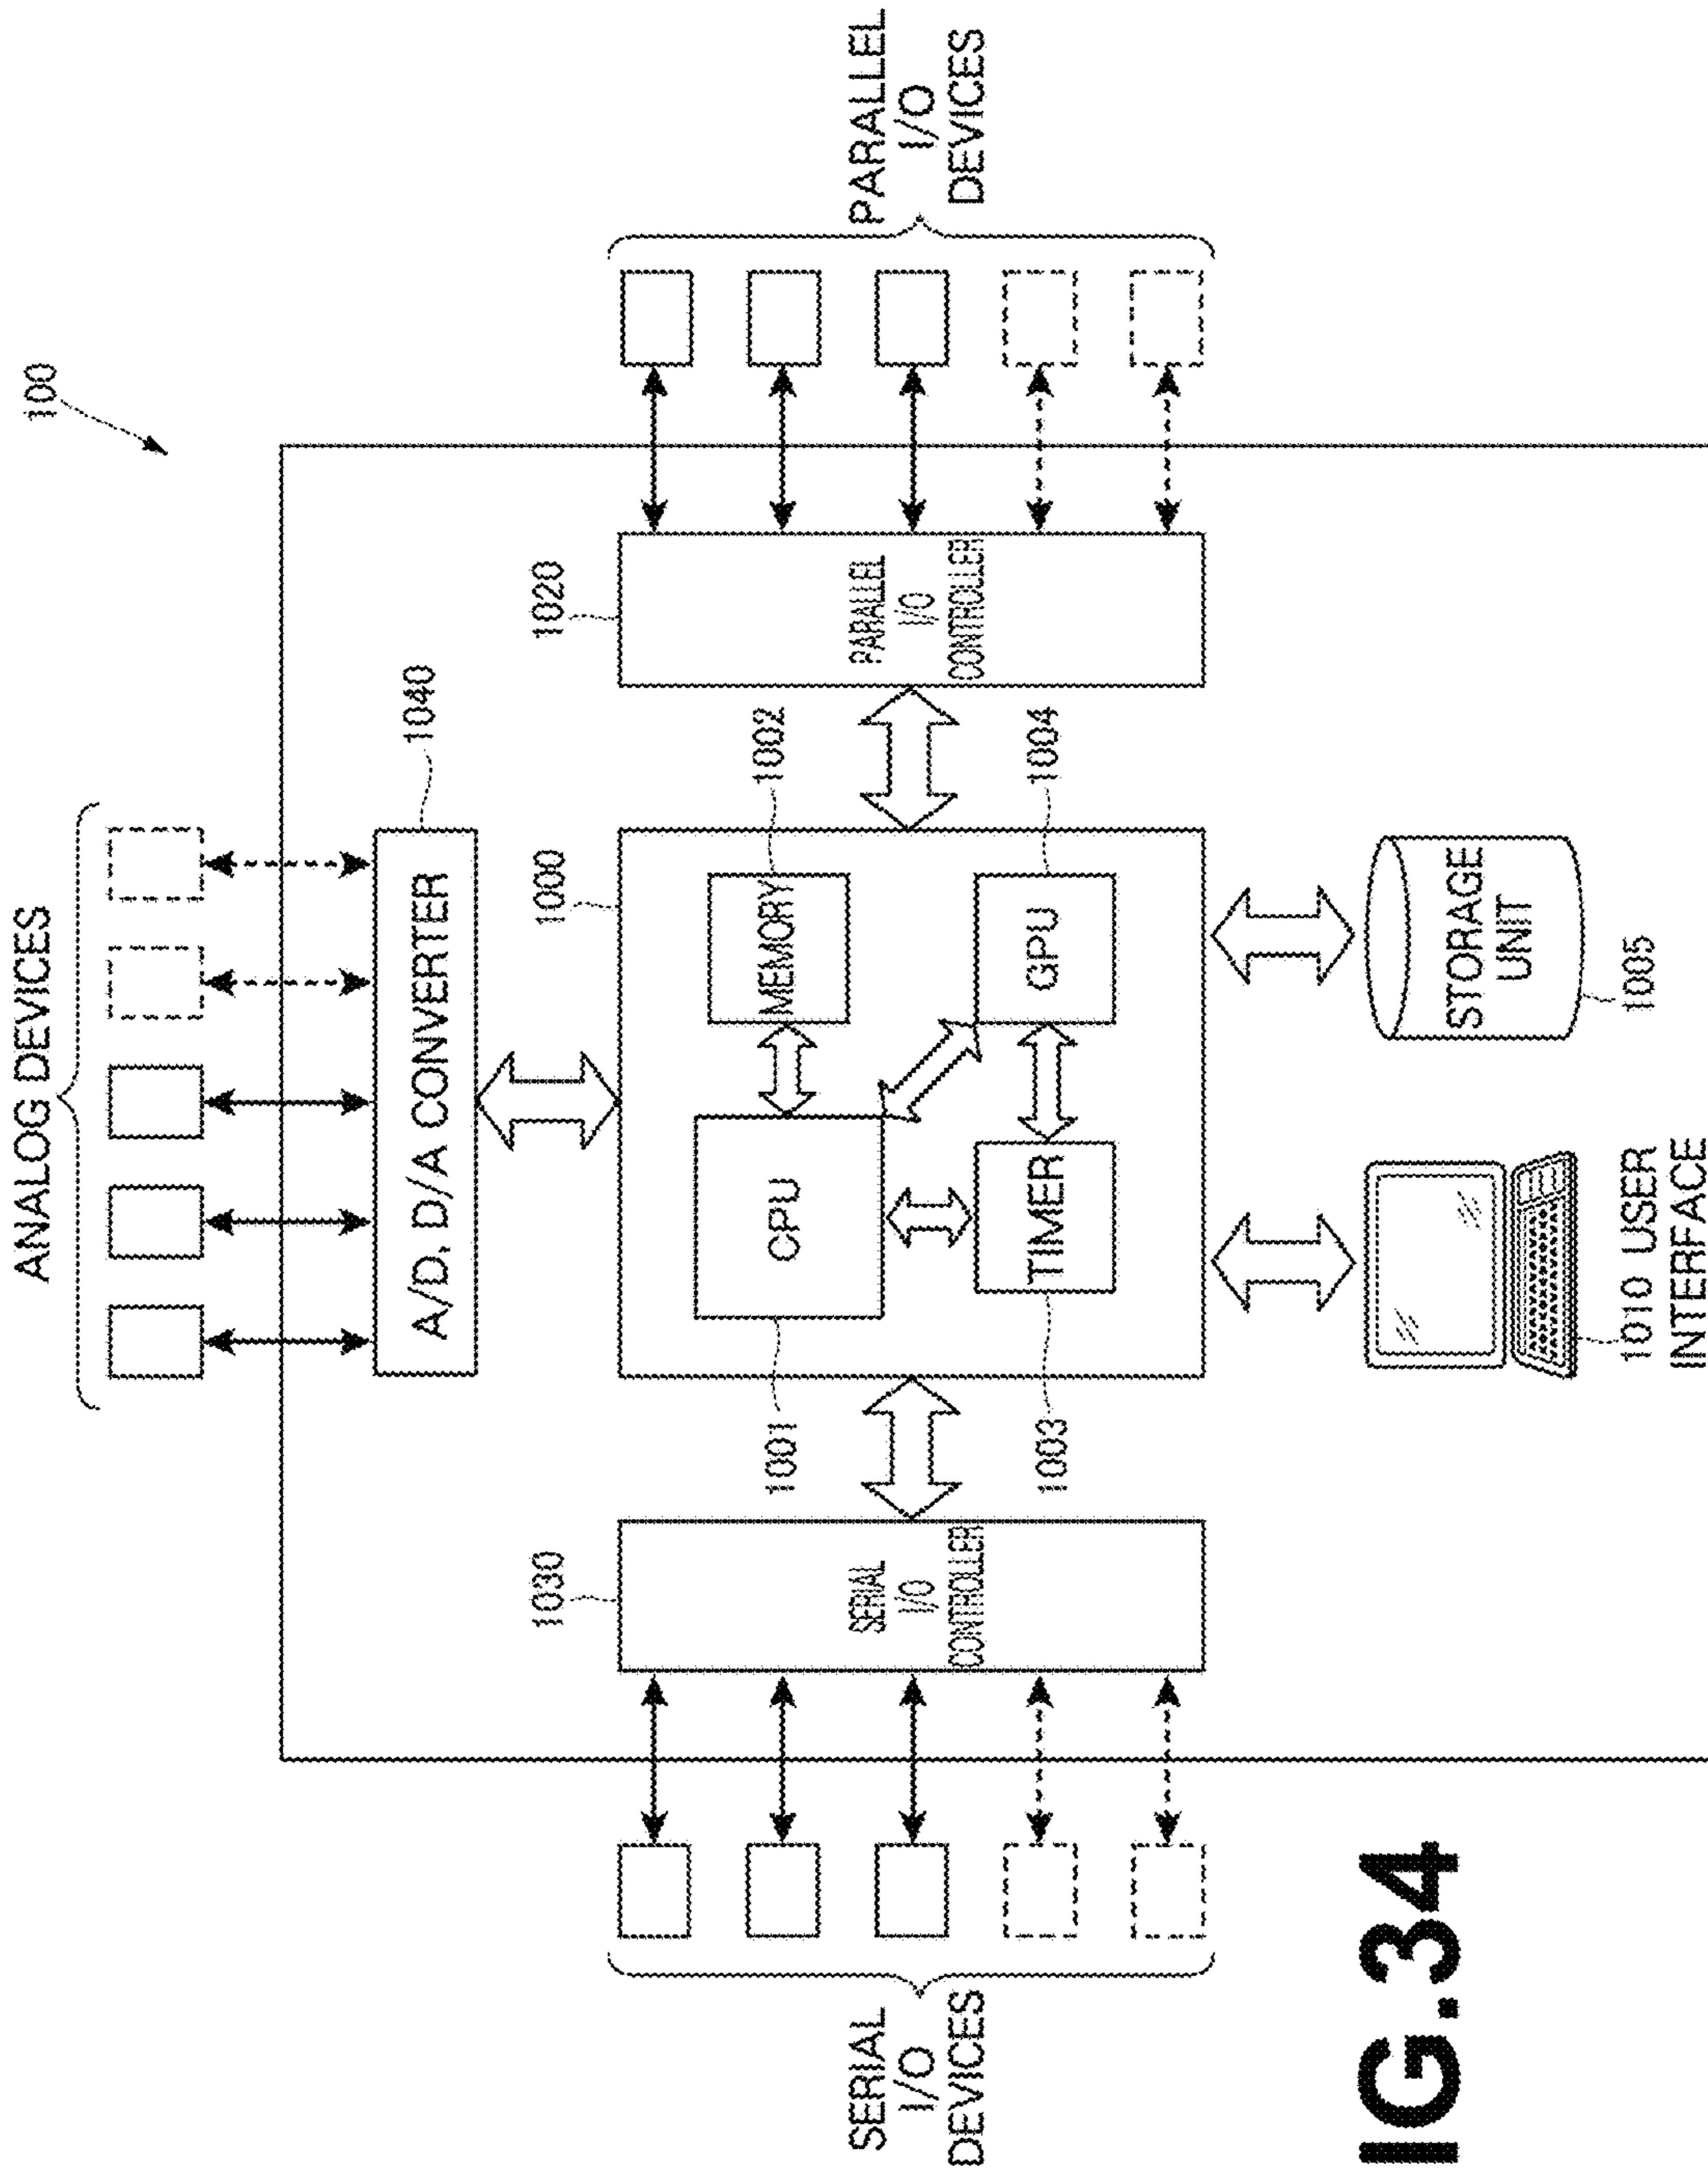 100
ANALOG DEVICES
A/D, D/A CONVERTER
1040
1030
1000
1020
SERIAL
I/O
DEVICES
SERIAL
I/O
CONTROLLER
1001
CPU
MEMORY
1002
1003
TIMER
GPU
1004
PARALLEL
I/O
CONTROLLER
PARALLEL
I/O
DEVICES
STORAGE
UNIT
1005
1010 USER
INTERFACE
IG.34